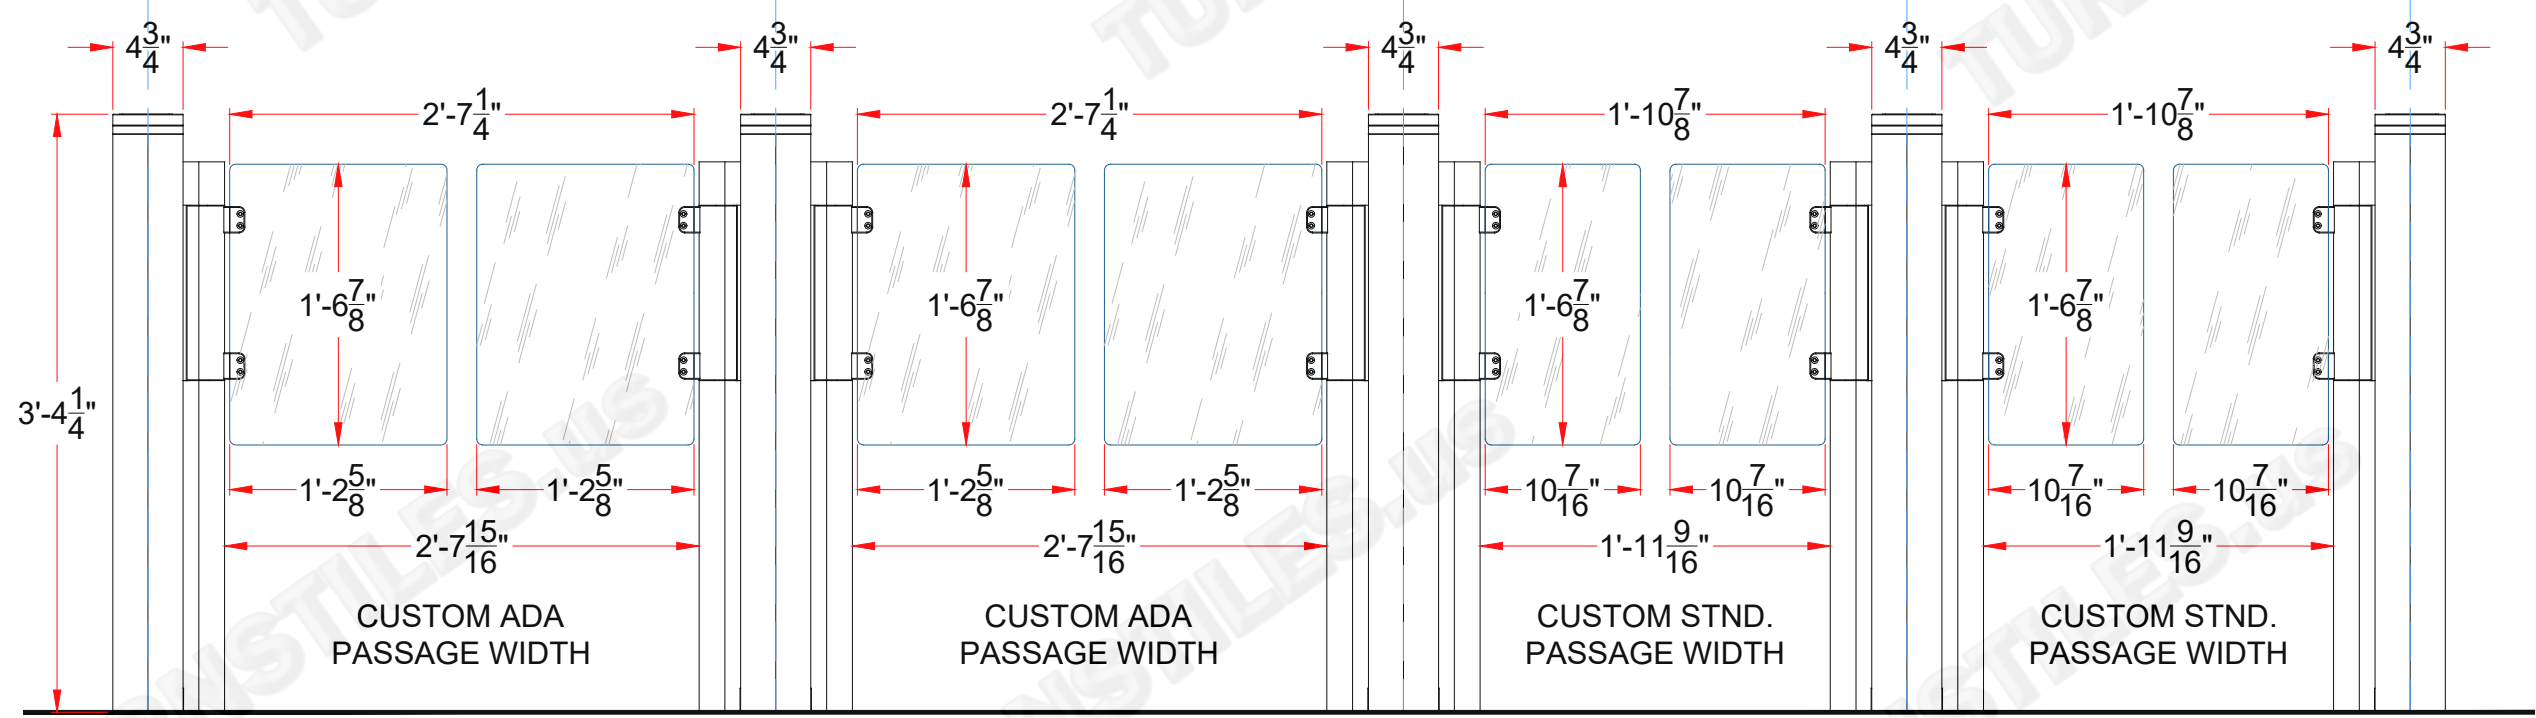 4 3/4" 4 3/4" 4 3/4" 4 3/4" 4 3/4"
2'-7 1/4" 2'-7 1/4" 1'-10 7/8" 1'-10 7/8"
1'-6 7/8" 1'-6 7/8" 1'-6 7/8" 1'-6 7/8"
3'-4 1/4"
1'-2 5/8" 1'-2 5/8" 1'-2 5/8" 1'-2 5/8" 10 7/16" 10 7/16" 10 7/16" 10 7/16"
2'-7 15/16" 2'-7 15/16" 1'-11 9/16" 1'-11 9/16"
CUSTOM ADA
PASSAGE WIDTH
CUSTOM ADA
PASSAGE WIDTH
CUSTOM STND.
PASSAGE WIDTH
CUSTOM STND.
PASSAGE WIDTH